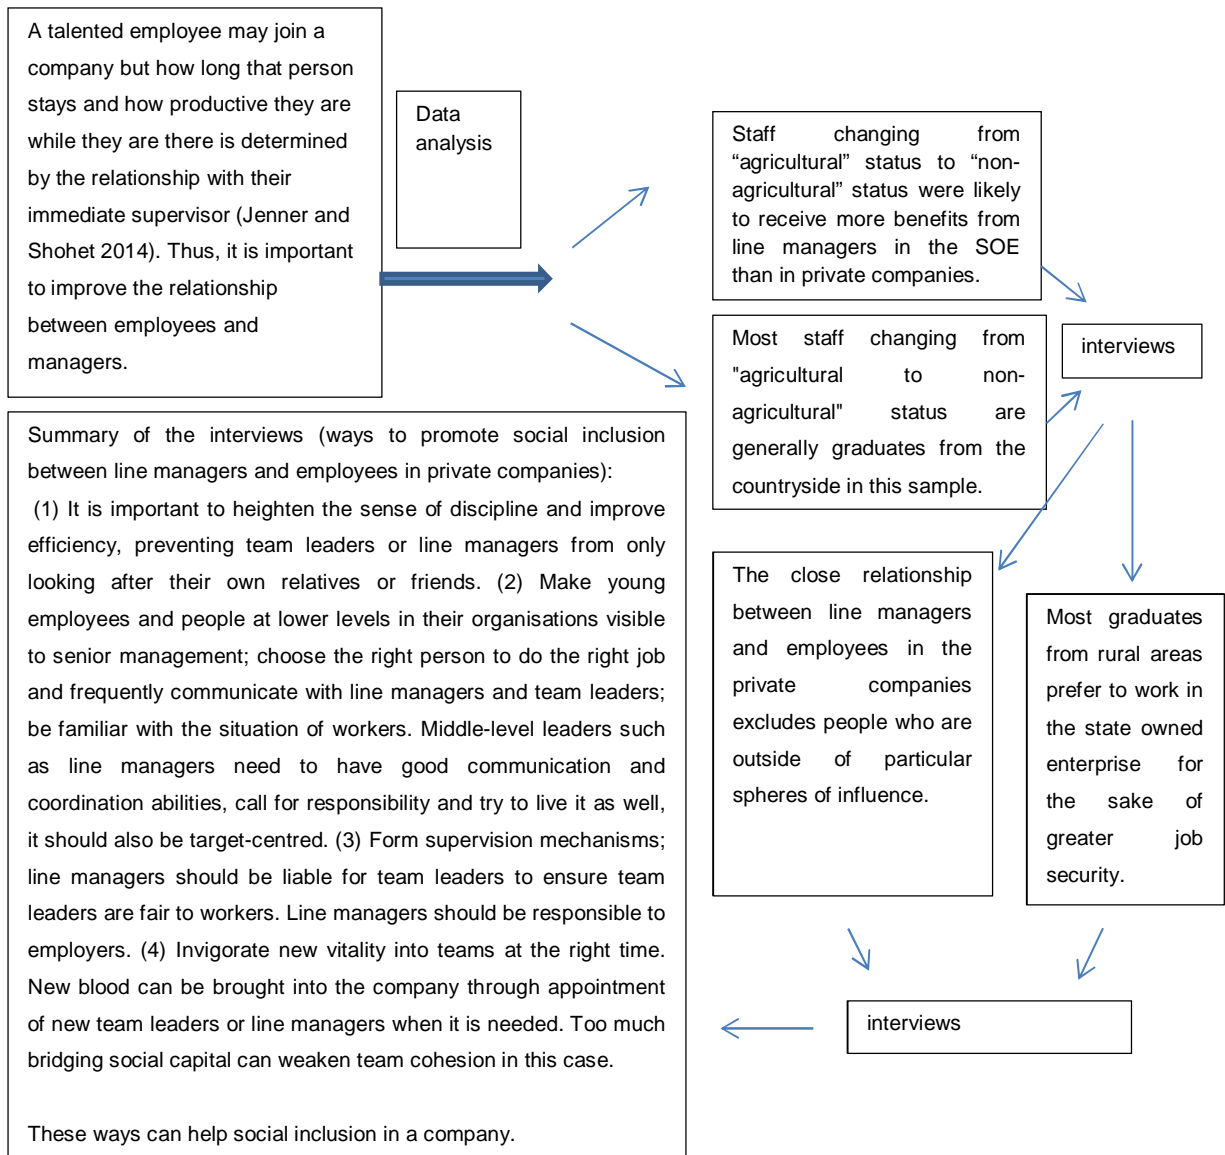 A talented employee may join a
company but how long that person
stays and how productive they are
while they are there is determined
by the relationship with their
immediate supervisor (Jenner and
Shohet 2014). Thus, it is important
to improve the relationship
between employees and
managers.
Data
analysis
Staff changing from
“agricultural” status to “non-
agricultural” status were likely
to receive more benefits from
line managers in the SOE
than in private companies.
Most staff changing from
"agricultural to non-
agricultural" status are
generally graduates from the
countryside in this sample.
interviews
The close relationship
between line managers
and employees in the
private companies
excludes people who are
outside of particular
spheres of influence.
Most graduates
from rural areas
prefer to work in
the state owned
enterprise for
the sake of
greater job
security.
interviews
Summary of the interviews (ways to promote social inclusion
between line managers and employees in private companies):
(1) It is important to heighten the sense of discipline and improve
efficiency, preventing team leaders or line managers from only
looking after their own relatives or friends. (2) Make young
employees and people at lower levels in their organisations visible
to senior management; choose the right person to do the right job
and frequently communicate with line managers and team leaders;
be familiar with the situation of workers. Middle-level leaders such
as line managers need to have good communication and
coordination abilities, call for responsibility and try to live it as well,
it should also be target-centred. (3) Form supervision mechanisms;
line managers should be liable for team leaders to ensure team
leaders are fair to workers. Line managers should be responsible to
employers. (4) Invigorate new vitality into teams at the right time.
New blood can be brought into the company through appointment
of new team leaders or line managers when it is needed. Too much
bridging social capital can weaken team cohesion in this case.
These ways can help social inclusion in a company.